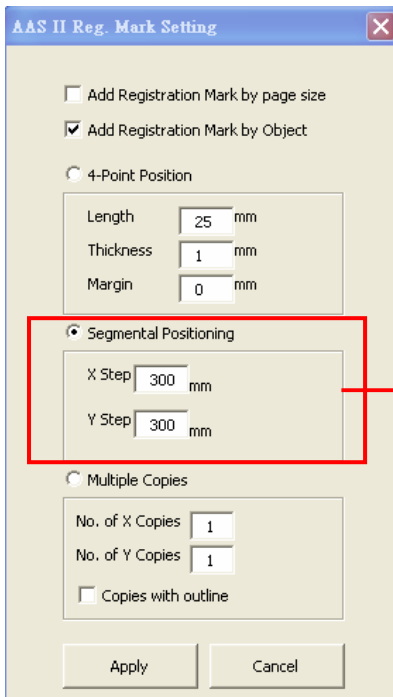 AAS II Reg. Mark Setting
Add Registration Mark by page size
Add Registration Mark by Object
4-Point Position
Length 25 mm
Thickness 1 mm
Margin 0 mm
Segmental Positioning
X Step 300 mm
Y Step 300 mm
Multiple Copies
No. of X Copies 1
No. of Y Copies 1
Copies with outline
Apply Cancel